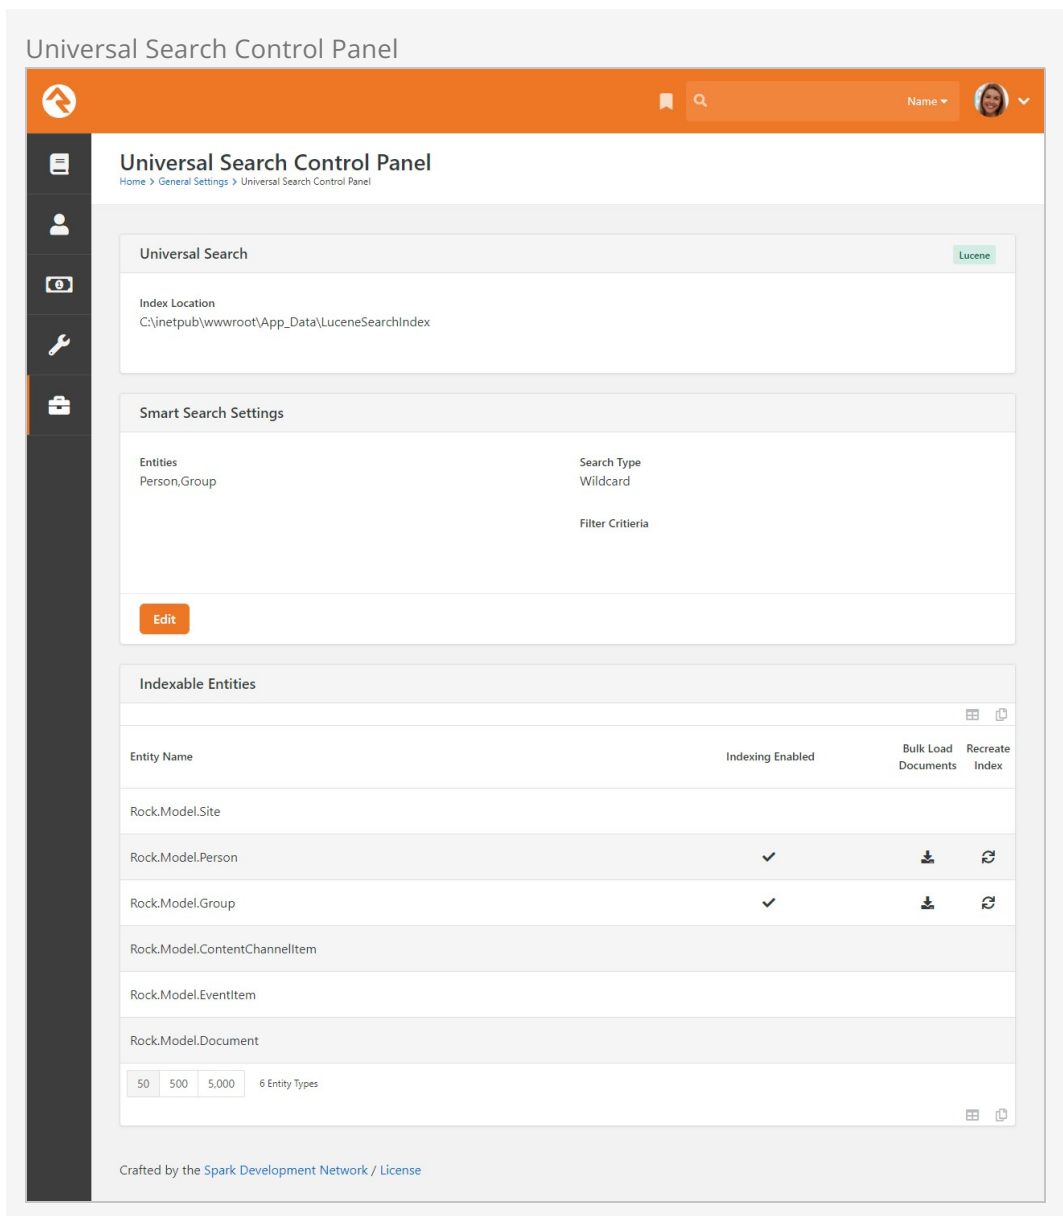 Universal Search Control Panel
Name
Universal Search Control Panel
Home > General Settings > Universal Search Control Panel
Universal Search
Lucene
Index Location
C:\inetpub\wwwroot\App_Data\LuceneSearchIndex
Smart Search Settings
Entities
Search Type
Person,Group
Wildcard
Filter Critieria
Edit
Indexable Entities
Entity Name Indexing Enabled Bulk Load Documents Recreate Index
Rock.Model.Site
Rock.Model.Person
Rock.Model.Group
Rock.Model.ContentChannelItem
Rock.Model.EventItem
Rock.Model.Document
50 500 5,000 6 Entity Types
Crafted by the Spark Development Network / License